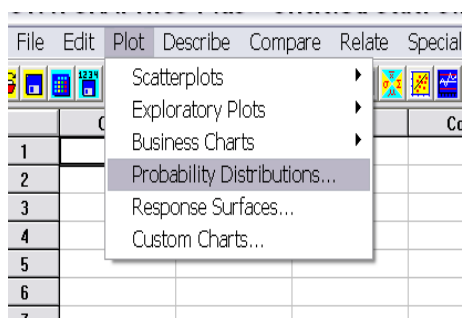 File Edit Plot Describe Compare Relate Special
Scatterplots
Exploratory Plots
Business Charts
Probability Distributions...
Response Surfaces...
Custom Charts...
1
2
3
4
5
6